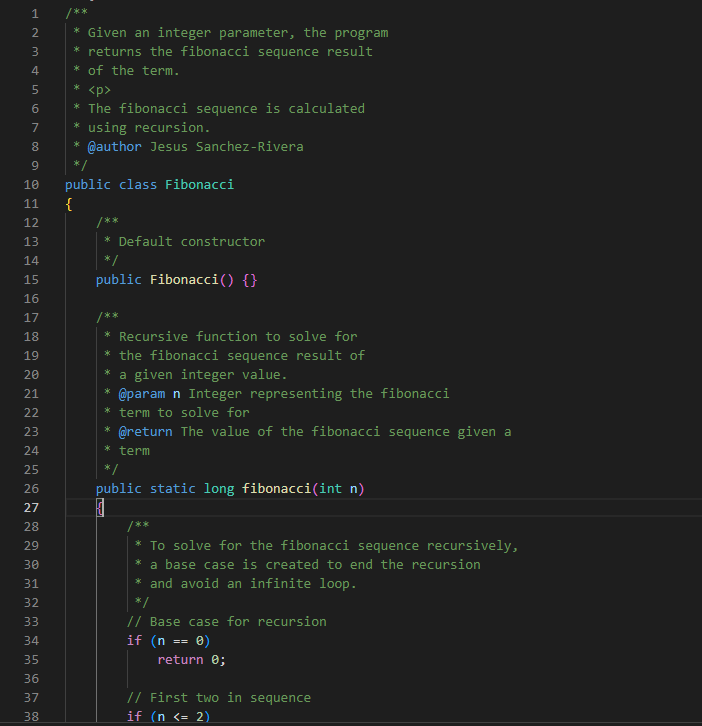 1 /**
2 * Given an integer parameter, the program
3 * returns the fibonacci sequence result
4 * of the term.
5 * <p>
6 * The fibonacci sequence is calculated
7 * using recursion.
8 * @author Jesus Sanchez-Rivera
9 */
10 public class Fibonacci
11 {
12 /**
13 * Default constructor
14 */
15 public Fibonacci() {}
16
17 /**
18 * Recursive function to solve for
19 * the fibonacci sequence result of
20 * a given integer value.
21 * @param n Integer representing the fibonacci
22 * term to solve for
23 * @return The value of the fibonacci sequence given a
24 * term
25 */
26 public static long fibonacci(int n)
27 {
28 /**
29 * To solve for the fibonacci sequence recursively,
30 * a base case is created to end the recursion
31 * and avoid an infinite loop.
32 */
33 // Base case for recursion
34 if (n == 0)
35 return 0;
36
37 // First two in sequence
38 if (n <= 2)